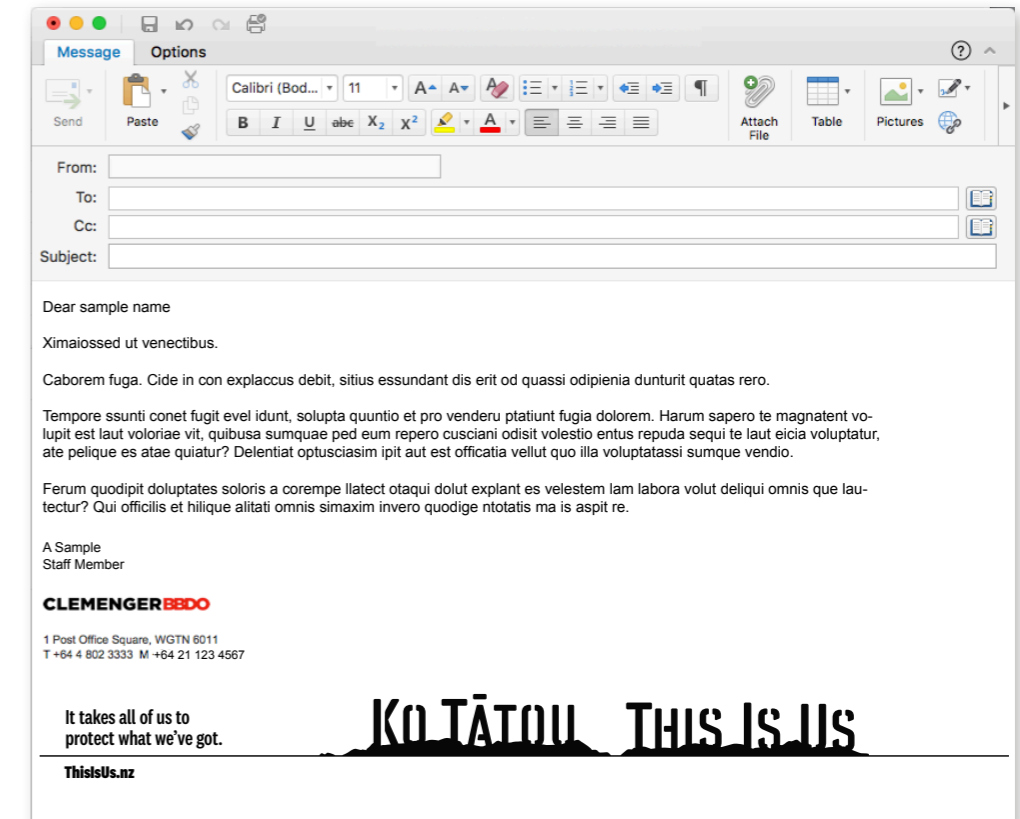 Message Options
Calibri (Bod... 11 A A A
Send Paste B I U abc X₂ X² A Attach File Table Pictures
From:
To:
Cc:
Subject:
Dear sample name
Ximaiossed ut venectibus.
Caborem fuga. Cide in con explaccus debit, sitius essundant dis erit od quassi odipienia dunturit quatas rero.
Tempore ssunti conet fugit evel idunt, solupta quuntio et pro venderu ptatiunt fugia dolorem. Harum sapero te magnatent vo-
lupit est laut voloriae vit, quibusa sumquae ped eum repero cusciani odisit volestio entus repuda sequi te laut eicia voluptatur,
ate pelique es atae quiatur? Delentiat optusciasim ipit aut est officatia vellut quo illa voluptatassi sumque vendio.
Ferum quodipit doluptates soloris a corempe llatect otaqui dolut explant es velestem lam labora volut deliqui omnis que lau-
tectur? Qui officilis et hilique alitati omnis simaxim invero quodige ntotatis ma is aspit re.
A Sample
Staff Member
CLEMENGERBBDO
1 Post Office Square, WGTN 6011
T +64 4 802 3333 M +64 21 123 4567
It takes all of us to
protect what we've got.
KO TĀTOU THIS IS US
ThisIsUs.nz